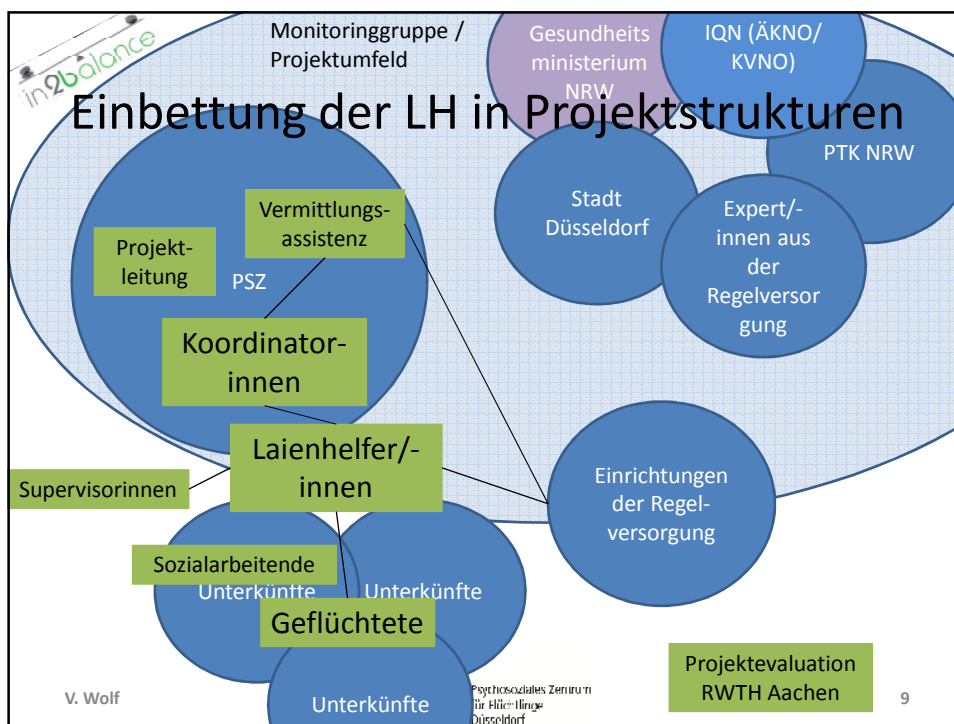 in2balance
Monitoringgruppe /
Projektumfeld
Gesundheits
ministerium
NRW
IQN (ÄKNO/
KVNO)
Einbettung der LH in Projektstrukturen
PTK NRW
Stadt
Düsseldorf
Expert/-
innen aus
der
Regelversor
gung
Vermittlungs-
assistenz
Projekt-
leitung
PSZ
Koordinator-
innen
Laienhelfer/-
innen
Supervisorinnen
Einrichtungen
der Regel-
versorgung
Sozialarbeitende
Unterkünfte
Unterkünfte
Geflüchtete
Unterkünfte
Projektevaluation
RWTH Aachen
V. Wolf
Psychosoziales Zentrum
für Flüchtlinge
Düsseldorf
9